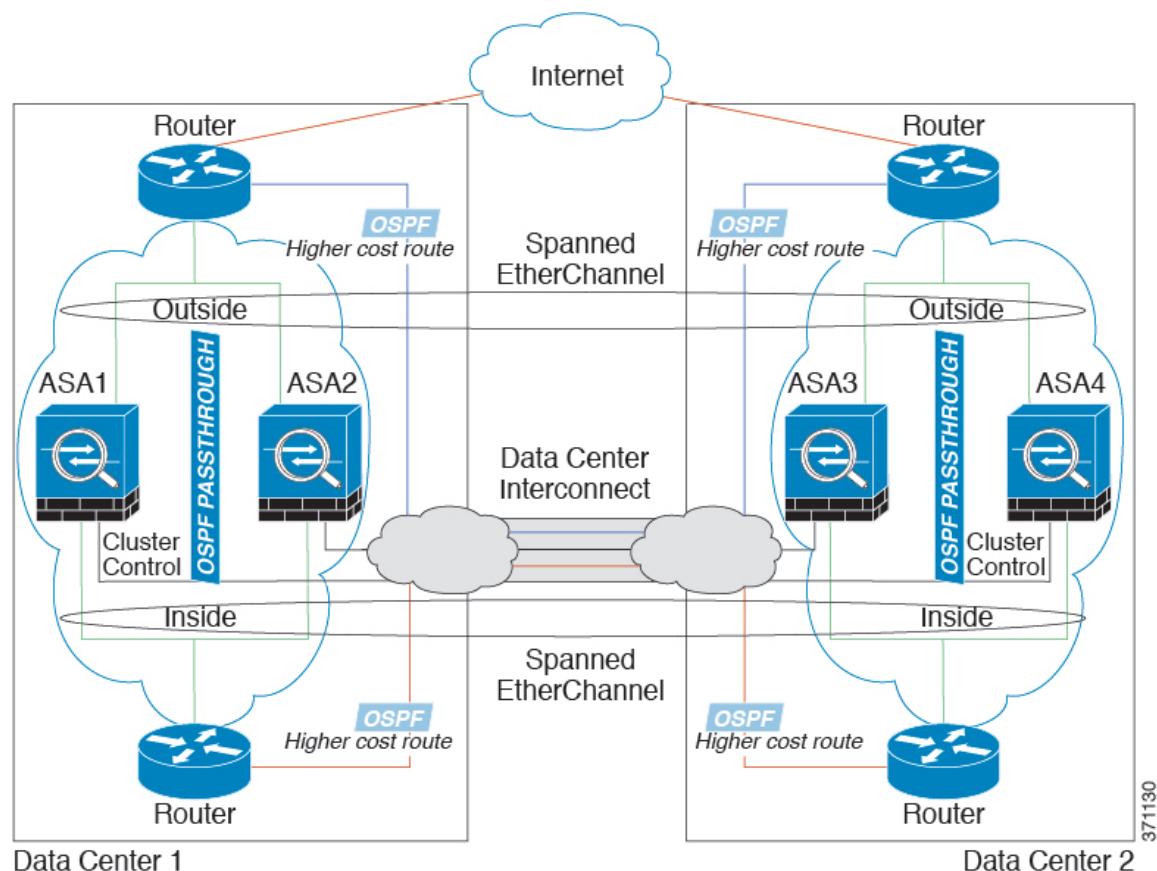 Internet
Router
Router
OSPF
Higher cost route
OSPF
Higher cost route
Spanned
EtherChannel
Outside
Outside
ASA1
ASA2
ASA3
ASA4
OSPF PASSTHROUGH
OSPF PASSTHROUGH
Data Center
Interconnect
Cluster
Control
Cluster
Control
Inside
Inside
Spanned
EtherChannel
OSPF
Higher cost route
OSPF
Higher cost route
Router
Router
371130
Data Center 1
Data Center 2